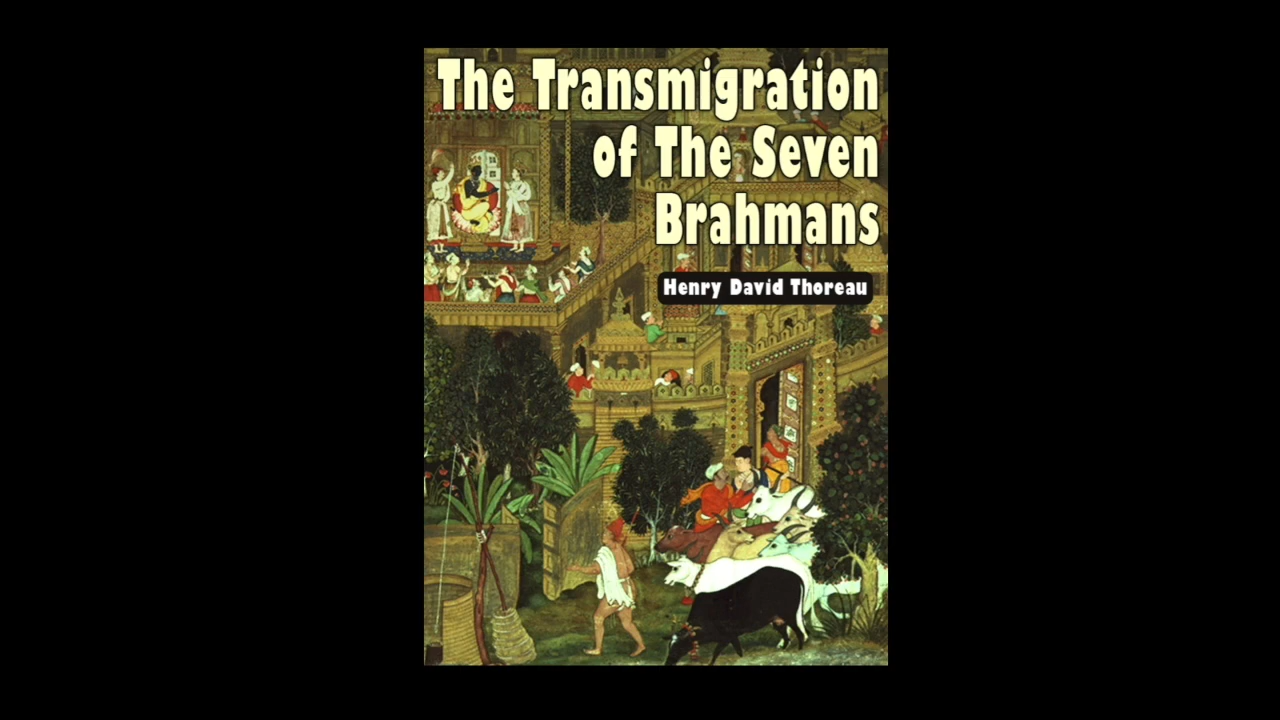 The Transmigration
of The Seven
Brahmans
Henry David Thoreau